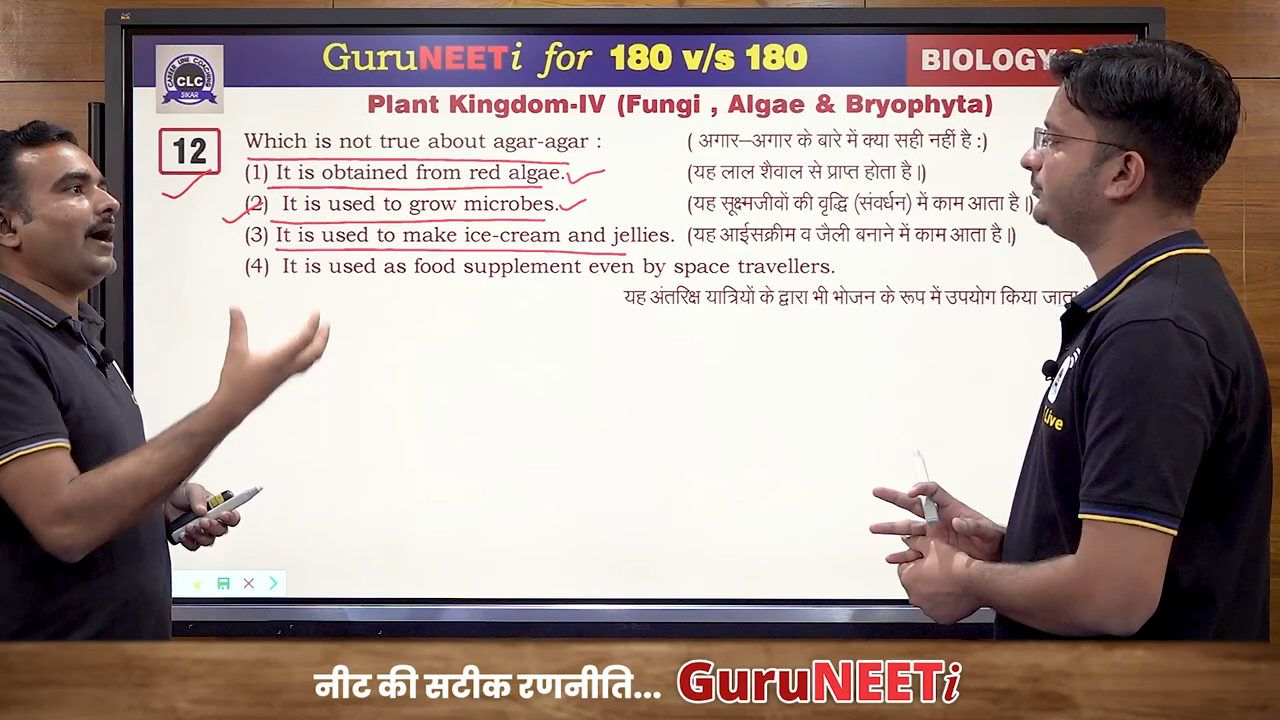 GuruNEETi for 180 v/s 180
BIOLOGY
CLC
SIKAR
Plant Kingdom-IV (Fungi , Algae & Bryophyta)
12
Which is not true about agar-agar : ( अगार–अगार के बारे में क्या सही नहीं है :)
(1) It is obtained from red algae. (यह लाल शैवाल से प्राप्त होता है।)
(2) It is used to grow microbes. (यह सूक्ष्मजीवों की वृद्धि (संवर्धन) में काम आता है।)
(3) It is used to make ice-cream and jellies. (यह आईसक्रीम व जैली बनाने में काम आता है।)
(4) It is used as food supplement even by space travellers.
यह अंतरिक्ष यात्रियों के द्वारा भी भोजन के रूप में उपयोग किया जाता
Live
नीट की सटीक रणनीति... GuruNEETi